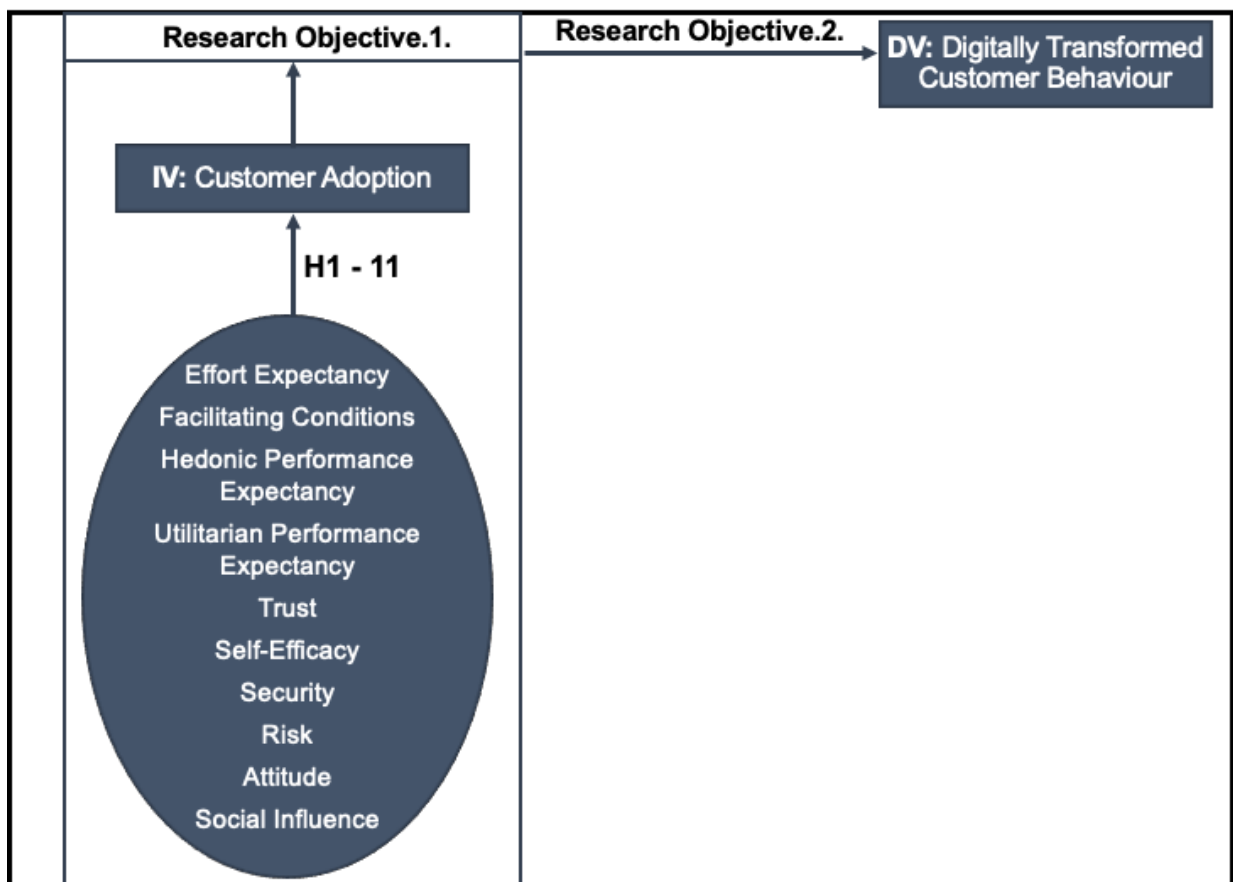 Research Objective.1.
Research Objective.2.
DV: Digitally Transformed
Customer Behaviour
IV: Customer Adoption
H1 - 11
Effort Expectancy
Facilitating Conditions
Hedonic Performance
Expectancy
Utilitarian Performance
Expectancy
Trust
Self-Efficacy
Security
Risk
Attitude
Social Influence